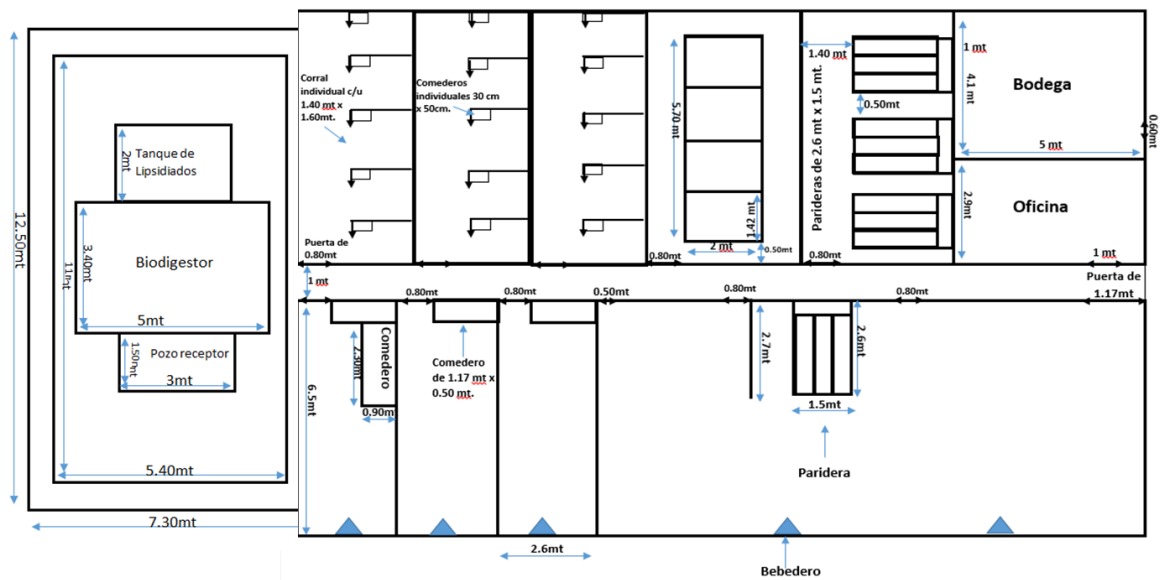 12.50mt
11mt
2mt
Tanque de
Lipsidiados
3.40mt
Biodigestor
5mt
1.50mt
Pozo receptor
3mt
5.40mt
7.30mt
Corral
individual c/u
1.40 mt x
1.60mt.
Comederos
individuales 30 cm
x 50cm.
5.70 mt
1.42 mt
2 mt
0.50mt
1.40 mt
Parideras de 2.6 mt x 1.5 mt.
0.50mt
1 mt
4.1 mt
Bodega
0.60mt
5 mt
2.9mt
Oficina
Puerta de
0.80mt
0.80mt
0.80mt
1 mt
Puerta de
1.17mt
1 mt
0.80mt
0.80mt
0.50mt
0.80mt
0.80mt
6.5mt
2.30mt
Comedero
0.90m
Comedero
de 1.17 mt x
0.50 mt.
2.7mt
2.6mt
1.5mt
Paridera
2.6mt
Bebedero